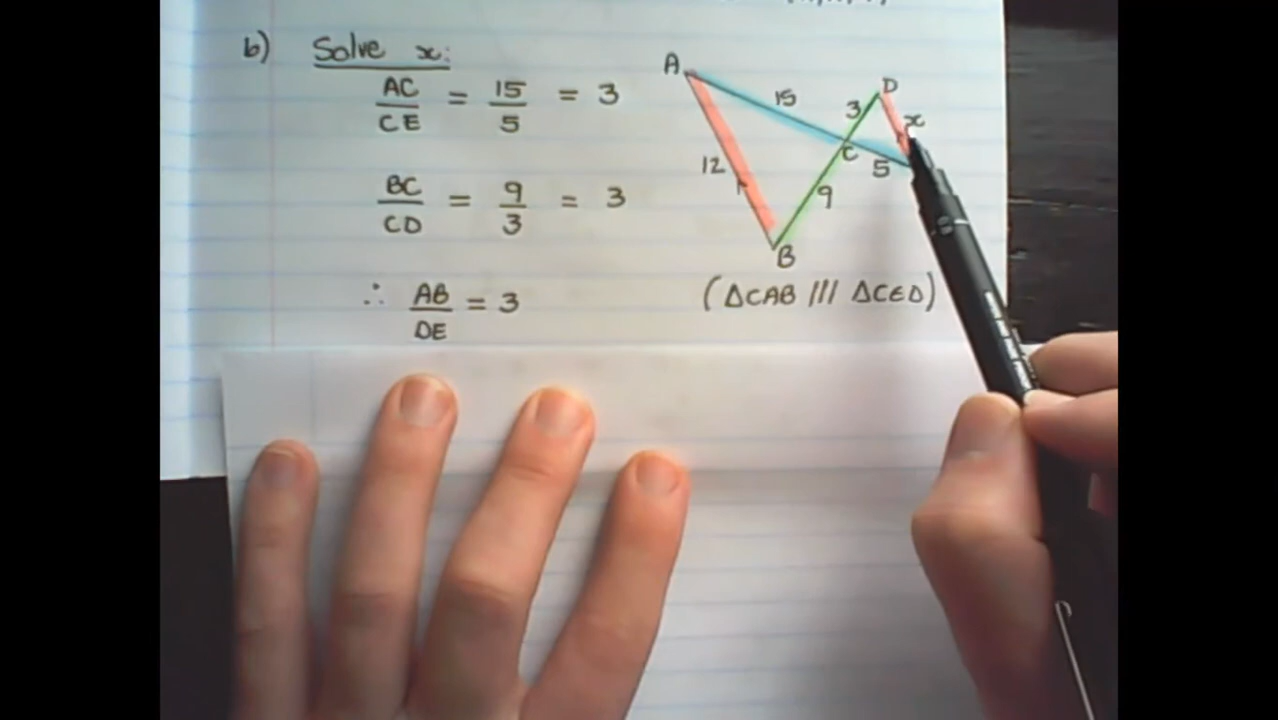 b) Solve x:
AC/CE = 15/5 = 3
BC/CD = 9/3 = 3
∴ AB/DE = 3
A
15
D
3
x
C
5
12
9
B
(ΔCAB /// ΔCED)